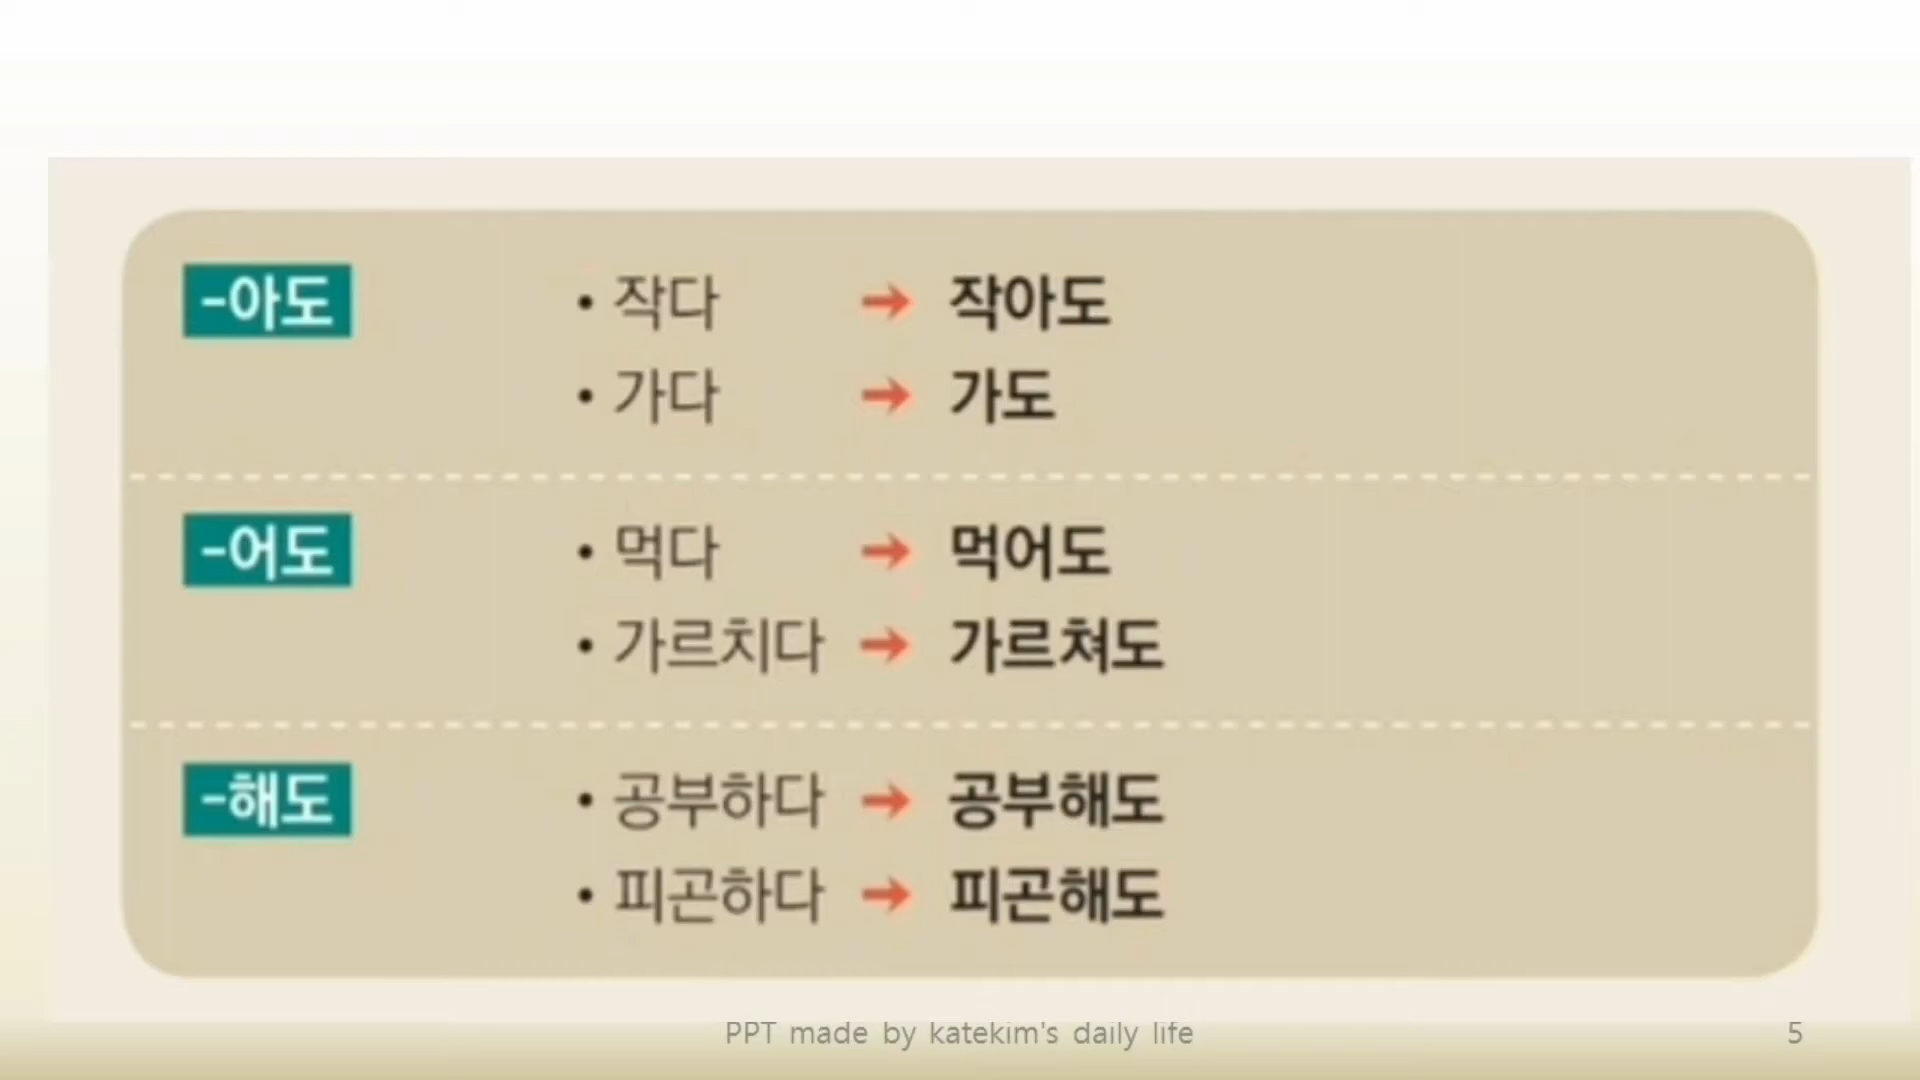 -아도 • 작다 → 작아도
• 가다 → 가도
-어도 • 먹다 → 먹어도
• 가르치다 → 가르쳐도
-해도 • 공부하다 → 공부해도
• 피곤하다 → 피곤해도
PPT made by katekim's daily life 5